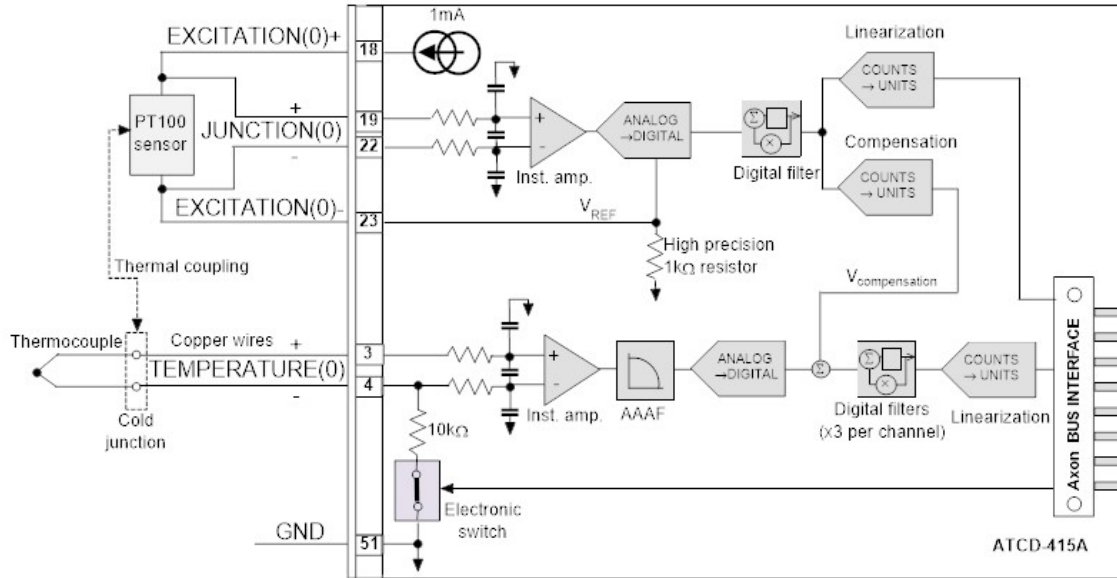 1mA
EXCITATION(0)+
18
Linearization
COUNTS
→ UNITS
PT100
sensor
+
JUNCTION(0)
-
19
22
+
-
Inst. amp.
ANALOG
→DIGITAL
Σ
×
Digital filter
Compensation
COUNTS
→ UNITS
EXCITATION(0)-
23
VREF
High precision
1kΩ resistor
Thermal coupling
Vcompensation
Thermocouple
Copper wires
+
TEMPERATURE(0)
-
3
4
Cold
junction
+
-
Inst. amp.
AAAF
ANALOG
→DIGITAL
Σ
Σ
×
Digital filters
(x3 per channel)
COUNTS
→ UNITS
Linearization
10kΩ
Electronic
switch
GND
51
Axon BUS INTERFACE
ATCD-415A